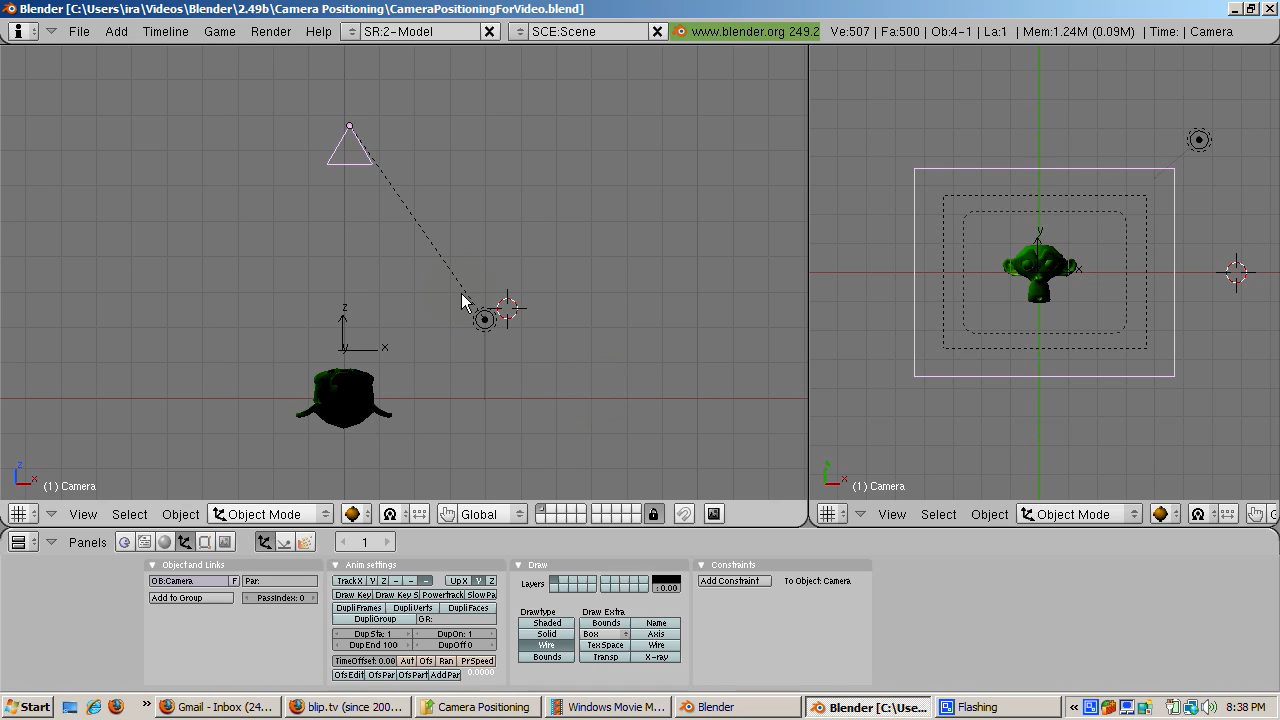 Blender [C:\Users\ira\Videos\Blender\2.49b\Camera Positioning\CameraPositioningForVideo.blend]
File Add Timeline Game Render Help SR:2-Model SCE:Scene www.blender.org 249.2 Ve:507 | Fa:500 | Ob:4-1 | La:1 | Mem:1.24M (0.09M) | Time: | Camera
y
x
z
y x
z x
(1) Camera
y x
(1) Camera
View Select Object Object Mode Global
View Select Object Object Mode G
Panels 1
Object and Links
OB:Camera F Par:
Add to Group PassIndex: 0
Anim settings
TrackX Y Z - - - UpX Y Z
Draw Key Draw Key S Powertrack SlowPa
DupliFrames DupliVerts DupliFaces
DupliGroup GR:
DupSta: 1 DupOn: 1
DupEnd 100 DupOff 0
TimeOffset: 0.00 Aut Ofs Ran PrSpeed
OfsEdit OfsPar OfsPart AddPar 0.0000
Draw
Layers : 0.00
Drawtype Draw Extra
Shaded Bounds Name
Solid Box Axis
Wire TexSpace Wire
Bounds Transp X-ray
Constraints
Add Constraint To Object: Camera
Start » Gmail - Inbox (24... blip.tv (since 200... Camera Positioning Windows Movie M... Blender Blender [C:\Use... Flashing « 8:38 PM